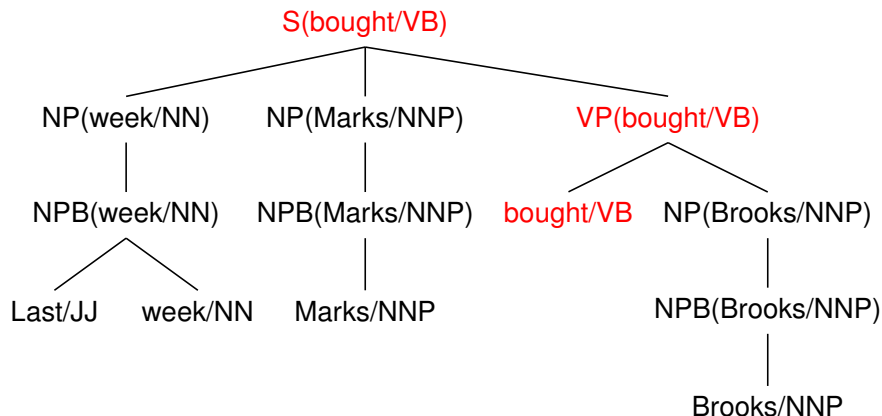 S(bought/VB)
NP(week/NN) NP(Marks/NNP) VP(bought/VB)
NPB(week/NN) NPB(Marks/NNP) bought/VB NP(Brooks/NNP)
Last/JJ week/NN Marks/NNP NPB(Brooks/NNP)
Brooks/NNP